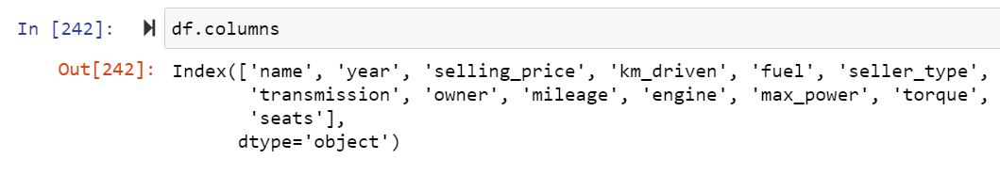 In [242]: df.columns
Out[242]: Index(['name', 'year', 'selling_price', 'km_driven', 'fuel', 'seller_type',
'transmission', 'owner', 'mileage', 'engine', 'max_power', 'torque',
'seats'],
dtype='object')